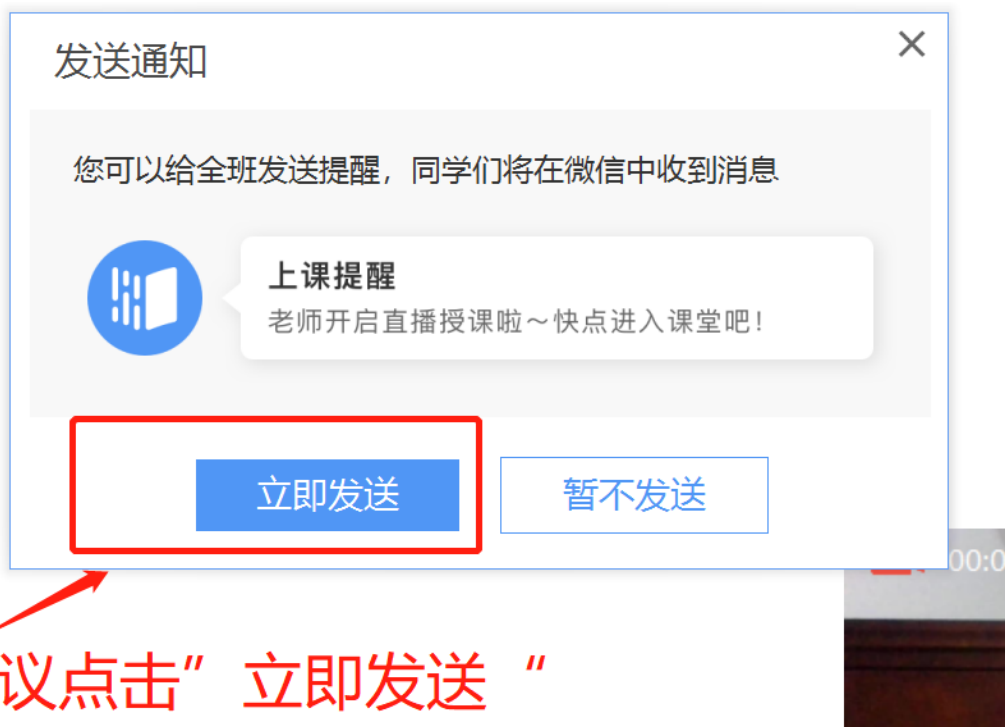 发送通知
您可以给全班发送提醒，同学们将在微信中收到消息
上课提醒
老师开启直播授课啦～快点进入课堂吧！
立即发送
暂不发送
00:0
议点击”立即发送“